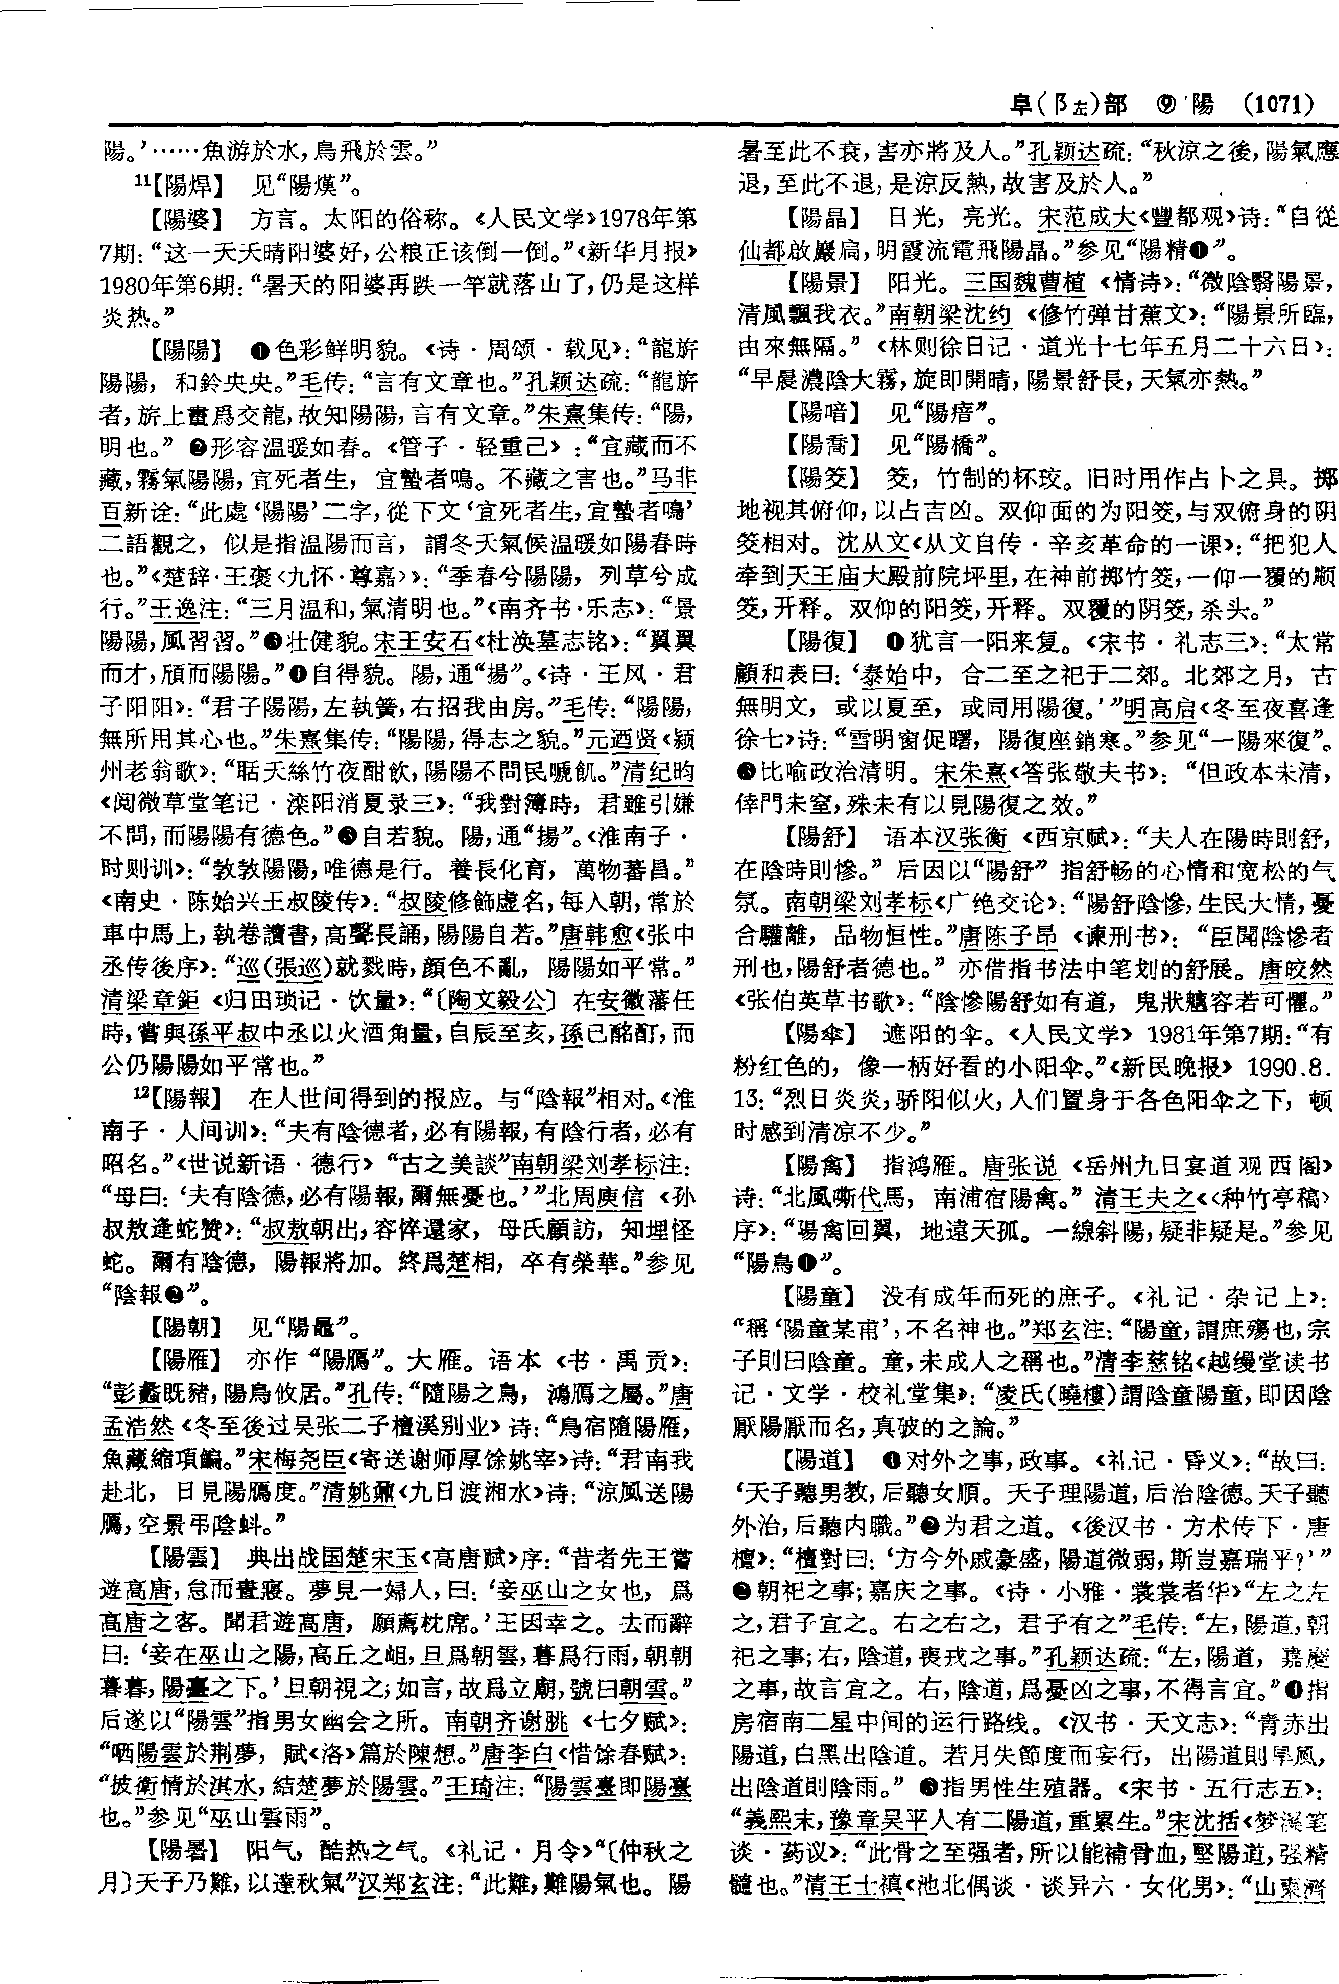 阜(阝左)部 ⑨ 陽 (1071)
陽。’……魚游於水,鳥飛於雲。”
11【陽焊】 见“陽熯”。
【陽婆】 方言。太阳的俗称。《人民文学》1978年第
7期:“这一天天晴阳婆好,公粮正该倒一倒。”《新华月报》
1980年第6期:“暑天的阳婆再跌一竿就落山了,仍是这样
炎热。”
【陽陽】 ❶色彩鲜明貌。《诗·周颂·载见》:“龍旂
陽陽,和鈴央央。”毛传:“言有文章也。”孔颖达疏:“龍旂
者,旂上畫爲交龍,故知陽陽,言有文章。”朱熹集传:“陽,
明也。” ❷形容温暖如春。《管子·轻重己》:“宜藏而不
藏,霧氣陽陽,宜死者生,宜蟄者鳴。不藏之害也。”马非
百新诠:“此處‘陽陽’二字,從下文‘宜死者生,宜蟄者鳴’
二語觀之,似是指温陽而言,謂冬天氣候温暖如陽春時
也。”《楚辞·王褒〈九怀·尊嘉〉》:“季春兮陽陽,列草兮成
行。”王逸注:“三月温和,氣清明也。”《南齐书·乐志》:“景
陽陽,風習習。”❸壮健貌。宋王安石《杜涣墓志铭》:“翼翼
而才,頎而陽陽。”❹自得貌。陽,通“揚”。《诗·王风·君
子阳阳》:“君子陽陽,左執簧,右招我由房。”毛传:“陽陽,
無所用其心也。”朱熹集传:“陽陽,得志之貌。”元迺贤《颍
州老翁歌》:“聒天絲竹夜酣飲,陽陽不問民啼飢。”清纪昀
《阅微草堂笔记·滦阳消夏录三》:“我對簿時,君雖引嫌
不問,而陽陽有德色。”❺自若貌。陽,通“揚”。《淮南子·
时则训》:“敦敦陽陽,唯德是行。養長化育,萬物蕃昌。”
《南史·陈始兴王叔陵传》:“叔陵修飾虚名,每入朝,常於
車中馬上,執卷讀書,高聲長誦,陽陽自若。”唐韩愈《张中
丞传後序》:“巡(張巡)就戮時,顔色不亂,陽陽如平常。”
清梁章鉅《归田琐记·饮量》:“〔陶文毅公〕在安徽藩任
時,嘗與孫平叔中丞以火酒角量,自辰至亥,孫已酩酊,而
公仍陽陽如平常也。”
12【陽報】 在人世间得到的报应。与“陰報”相对。《淮
南子·人间训》:“夫有陰德者,必有陽報,有陰行者,必有
昭名。”《世说新语·德行》“古之美談”南朝梁刘孝标注:
“母曰:‘夫有陰德,必有陽報,爾無憂也。’”北周庾信《孙
叔敖逢蛇赞》:“叔敖朝出,容悴還家,母氏顧訪,知埋怪
蛇。爾有陰德,陽報將加。終爲楚相,卒有榮華。”参见
“陰報❷”。
【陽朝】 见“陽鼂”。
【陽雁】 亦作“陽鴈”。大雁。语本《书·禹贡》:
“彭蠡既豬,陽鳥攸居。”孔传:“隨陽之鳥,鴻鴈之屬。”唐
孟浩然《冬至後过吴张二子檀溪别业》诗:“鳥宿隨陽雁,
魚藏縮項鯿。”宋梅尧臣《寄送谢师厚馀姚宰》诗:“君南我
赴北,日見陽鴈度。”清姚鼐《九日渡湘水》诗:“涼風送陽
鴈,空景弔陰蚪。”
【陽雲】 典出战国楚宋玉《高唐赋》序:“昔者先王嘗
遊高唐,怠而晝寢。夢見一婦人,曰:‘妾巫山之女也,爲
高唐之客。聞君遊高唐,願薦枕席。’王因幸之。去而辭
曰:‘妾在巫山之陽,高丘之岨,旦爲朝雲,暮爲行雨,朝朝
暮暮,陽臺之下。’旦朝視之;如言,故爲立廟,號曰朝雲。”
后遂以“陽雲”指男女幽会之所。南朝齐谢朓《七夕赋》:
“哂陽雲於荆夢,賦《洛》篇於陳想。”唐李白《惜馀春赋》:
“披衛情於淇水,結楚夢於陽雲。”王琦注:“陽雲臺即陽臺
也。”参见“巫山雲雨”。
【陽暑】 阳气,酷热之气。《礼记·月令》“〔仲秋之
月〕天子乃難,以達秋氣”汉郑玄注:“此難,難陽氣也。陽
暑至此不衰,害亦將及人。”孔颖达疏:“秋涼之後,陽氣應
退,至此不退,是涼反熱,故害及於人。”
【陽晶】 日光,亮光。宋范成大《酆都观》诗:“自從
仙都啟巖扃,明霞流電飛陽晶。”参见“陽精❶”。
【陽景】 阳光。三国魏曹植《情诗》:“微陰翳陽景,
清風飄我衣。”南朝梁沈约《修竹弹甘蕉文》:“陽景所臨,
由來無隔。”《林则徐日记·道光十七年五月二十六日》:
“早晨濃陰大霧,旋即開晴,陽景舒長,天氣亦熱。”
【陽喑】 见“陽瘖”。
【陽喬】 见“陽橋”。
【陽筊】 筊,竹制的杯珓。旧时用作占卜之具。掷
地视其俯仰,以占吉凶。双仰面的为阳筊,与双俯身的阴
筊相对。沈从文《从文自传·辛亥革命的一课》:“把犯人
牵到天王庙大殿前院坪里,在神前掷竹筊,一仰一覆的顺
筊,开释。双仰的阳筊,开释。双覆的阴筊,杀头。”
【陽復】 ❶犹言一阳来复。《宋书·礼志三》:“太常
顧和表曰:‘泰始中,合二至之祀于二郊。北郊之月,古
無明文,或以夏至,或同用陽復。’”明高启《冬至夜喜逢
徐七》诗:“雪明窗促曙,陽復座銷寒。”参见“一陽來復”。
❷比喻政治清明。宋朱熹《答张敬夫书》:“但政本未清,
倖門未窒,殊未有以見陽復之效。”
【陽舒】 语本汉张衡《西京赋》:“夫人在陽時則舒,
在陰時則慘。”后因以“陽舒”指舒畅的心情和宽松的气
氛。南朝梁刘孝标《广绝交论》:“陽舒陰慘,生民大情,憂
合驩離,品物恒性。”唐陈子昂《谏刑书》:“臣聞陰慘者
刑也,陽舒者德也。”亦借指书法中笔划的舒展。唐皎然
《张伯英草书歌》:“陰慘陽舒如有道,鬼狀魑容若可懼。”
【陽傘】 遮阳的伞。《人民文学》1981年第7期:“有
粉红色的,像一柄好看的小阳伞。”《新民晚报》1990.8.
13:“烈日炎炎,骄阳似火,人们置身于各色阳伞之下,顿
时感到清凉不少。”
【陽禽】 指鸿雁。唐张说《岳州九日宴道观西阁》
诗:“北風嘶代馬,南浦宿陽禽。”清王夫之《〈种竹亭稿〉
序》:“陽禽回翼,地遠天孤。一線斜陽,疑非疑是。”参见
“陽鳥❶”。
【陽童】 没有成年而死的庶子。《礼记·杂记上》:
“稱‘陽童某甫’,不名神也。”郑玄注:“陽童,謂庶殤也,宗
子則曰陰童。童,未成人之稱也。”清李慈铭《越缦堂读书
记·文学·校礼堂集》:“凌氏(曉樓)謂陰童陽童,即因陰
厭陽厭而名,真破的之論。”
【陽道】 ❶对外之事,政事。《礼记·昏义》:“故曰:
‘天子聽男教,后聽女順。天子理陽道,后治陰德。天子聽
外治,后聽内職。”❷为君之道。《後汉书·方术传下·唐
檀》:“檀對曰:‘方今外戚豪盛,陽道微弱,斯豈嘉瑞乎?’”
❷朝祀之事;嘉庆之事。《诗·小雅·裳裳者华》“左之左
之,君子宜之。右之右之,君子有之”毛传:“左,陽道,朝
祀之事;右,陰道,喪戎之事。”孔颖达疏:“左,陽道,嘉慶
之事,故言宜之。右,陰道,爲憂凶之事,不得言宜。”❹指
房宿南二星中间的运行路线。《汉书·天文志》:“青赤出
陽道,白黑出陰道。若月失節度而妄行,出陽道則旱風,
出陰道則陰雨。” ❺指男性生殖器。《宋书·五行志五》:
“義熙末,豫章吴平人有二陽道,重累生。”宋沈括《梦溪笔
谈·药议》:“此骨之至强者,所以能補骨血,堅陽道,强精
髓也。”清王士禛《池北偶谈·谈异六·女化男》:“山東濟